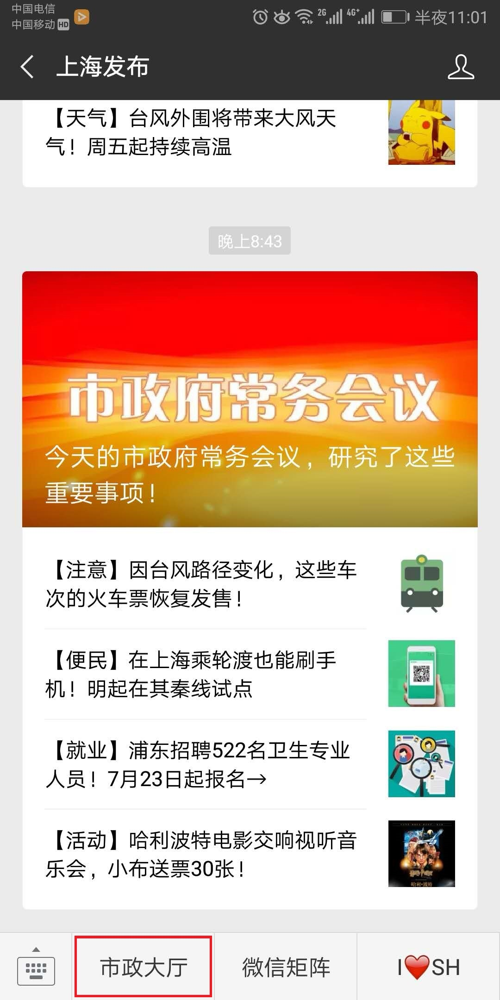 中国电信
中国移动 HD
2G 4G+ 半夜11:01
上海发布
【天气】台风外围将带来大风天
气！周五起持续高温
晚上8:43
市政府常务会议
今天的市政府常务会议，研究了这些
重要事项！
【注意】因台风路径变化，这些车
次的火车票恢复发售！
【便民】在上海乘轮渡也能刷手
机！明起在其秦线试点
【就业】浦东招聘522名卫生专业
人员！7月23日起报名→
【活动】哈利波特电影交响视听音
乐会，小布送票30张！
Harry Potter
哈利·波特
市政大厅
微信矩阵
I❤️SH